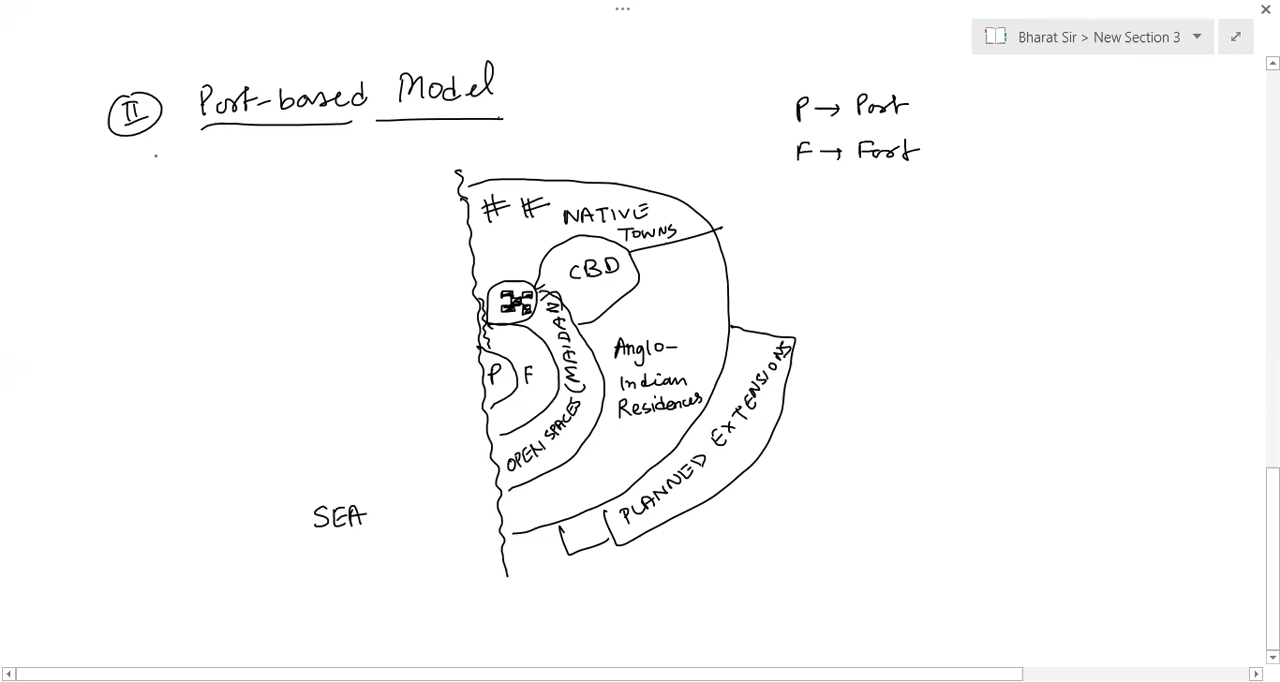 Bharat Sir > New Section 3
II Port-based Model
P → Port
F → Fort
NATIVE
TOWNS
CBD
OPEN SPACES (MAIDAN
P F
Anglo-
Indian
Residences
PLANNED EXTENSIONS
SEA